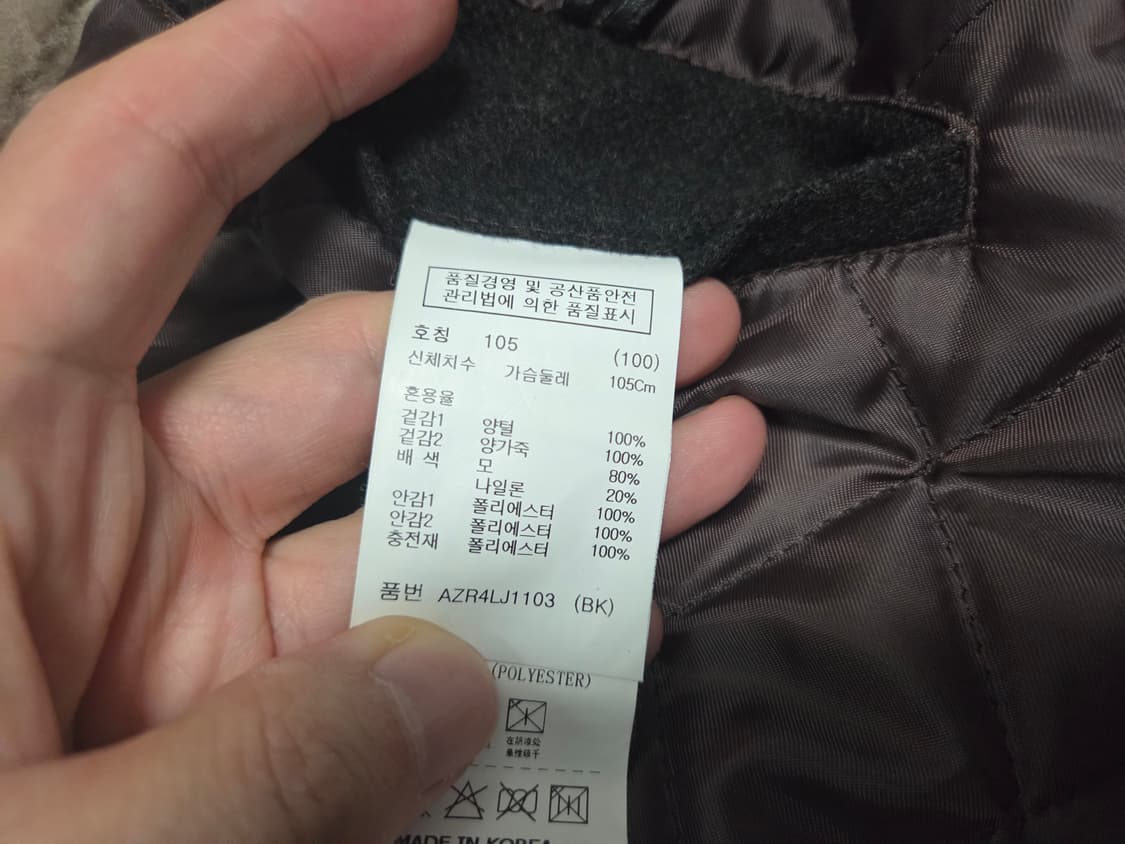 품질경영 및 공산품안전
관리법에 의한 품질표시
호칭 105 (100)
신체치수 가슴둘레 105Cm
혼용율
겉감1 양털 100%
겉감2 양가죽 100%
배 색 모 80%
나일론 20%
안감1 폴리에스터 100%
안감2 폴리에스터 100%
충전재 폴리에스터 100%
품번 AZR4LJ1103 (BK)
(POLYESTER)
MADE IN KOREA